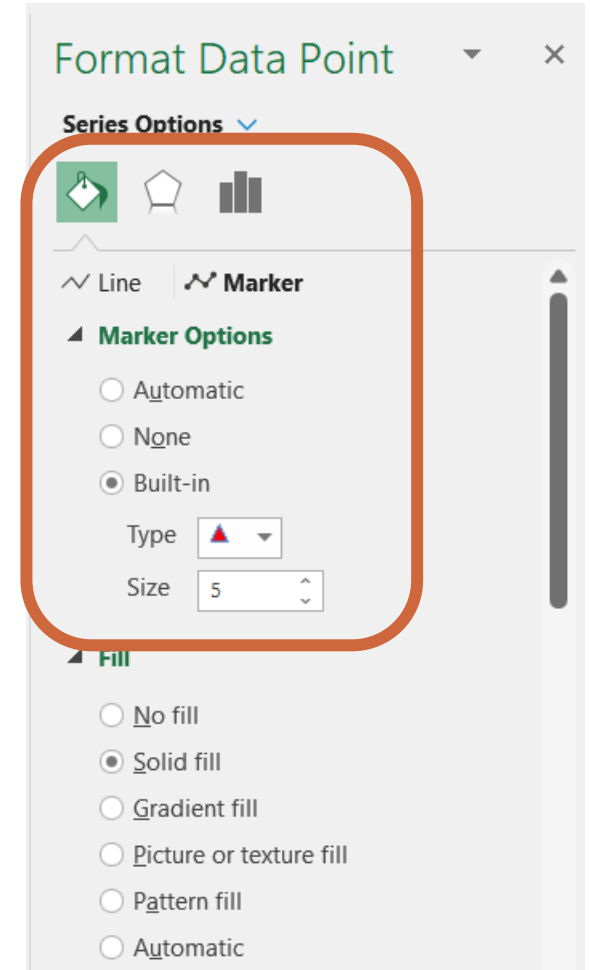 Format Data Point
Series Options
Line Marker
Marker Options
Automatic
None
Built-in
Type
Size 5
Fill
No fill
Solid fill
Gradient fill
Picture or texture fill
Pattern fill
Automatic